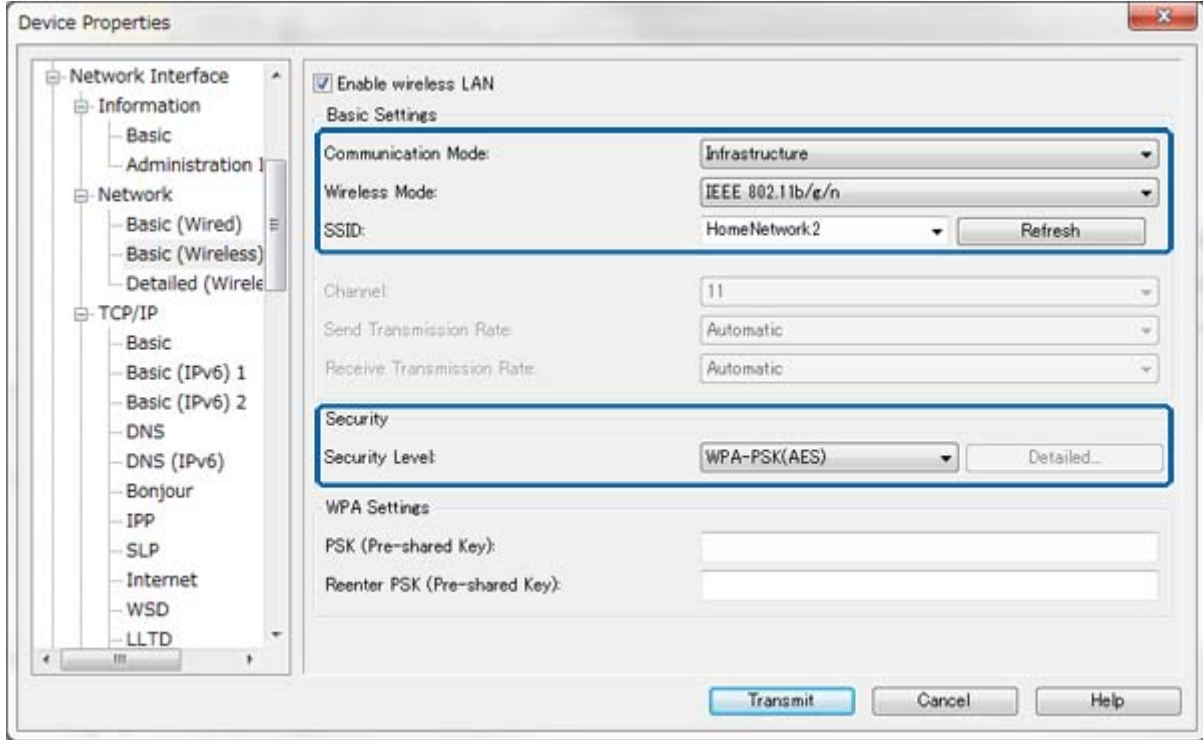 Device Properties
Network Interface
Information
Basic
Administration
Network
Basic (Wired)
Basic (Wireless)
Detailed
TCP/IP
Basic
Basic (IPv6) 1
Basic (IPv6) 2
DNS
DNS (IPv6)
Bonjour
IPP
SLP
Internet
WSD
LLTD
Enable wireless LAN
Basic Settings
Communication Mode: Infrastructure
Wireless Mode: IEEE 802.11b/g/n
SSID: HomeNetwork2 Refresh
Channel: 11
Send Transmission Rate: Automatic
Receive Transmission Rate: Automatic
Security
Security Level: WPA-PSK(AES) Detailed...
WPA Settings
PSK (Pre-shared Key):
Reenter PSK (Pre-shared Key):
Transmit Cancel Help